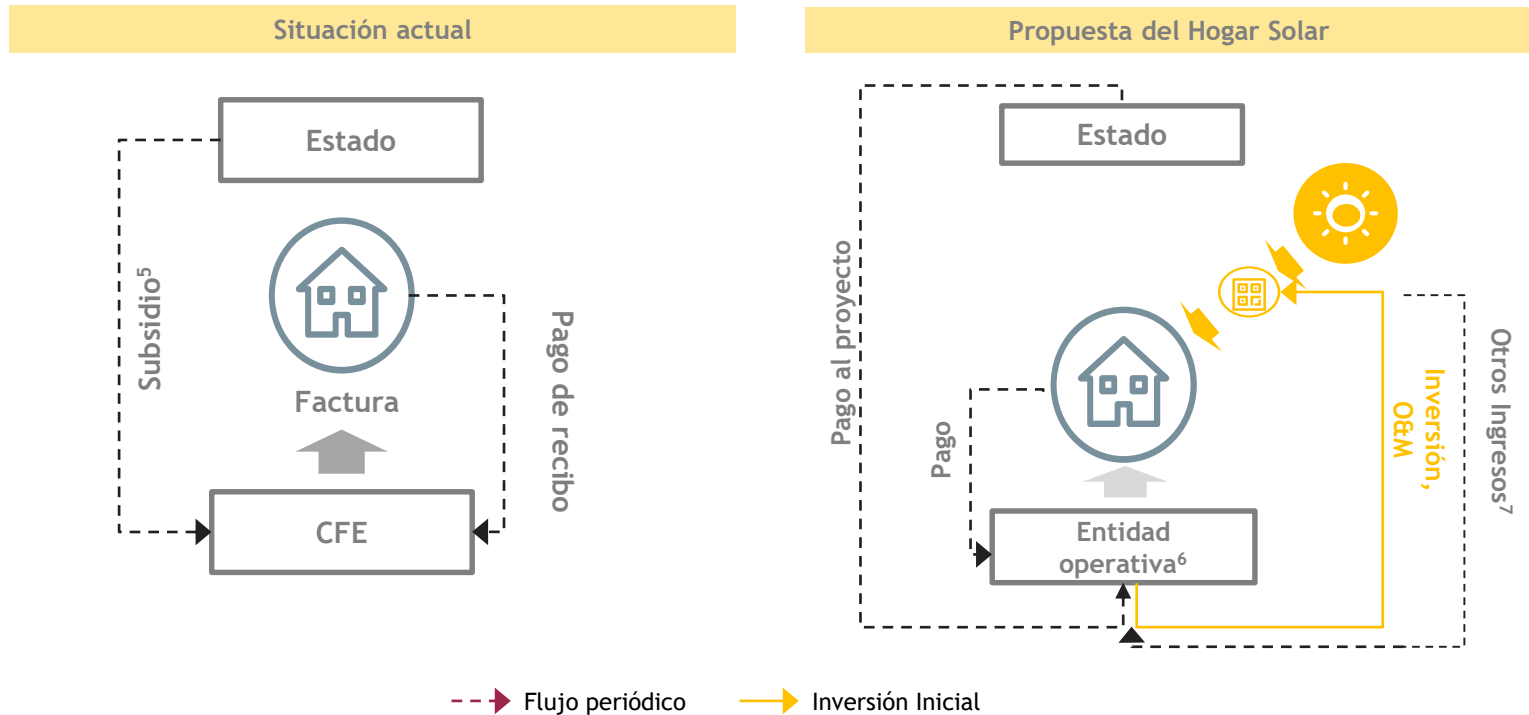 Situación actual
Estado
Subsidio⁵
Factura
Pago de recibo
CFE
Propuesta del Hogar Solar
Estado
Pago al proyecto
Pago
Entidad
operativa⁶
Inversión,
O&M
Otros Ingresos⁷
Flujo periódico
Inversión Inicial